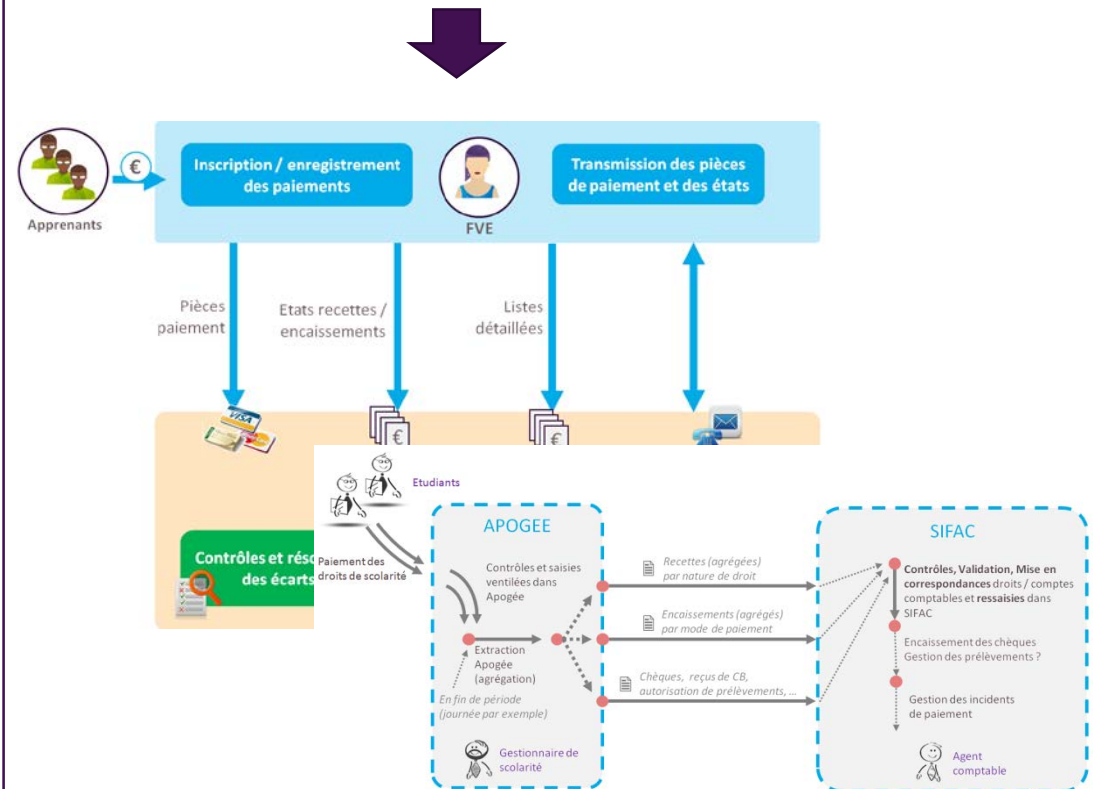 €
Inscription / enregistrement
des paiements
Transmission des pièces
de paiement et des états
Apprenants
FVE
Pièces
paiement
Etats recettes /
encaissements
Listes
détaillées
VISA
€
€
Contrôles et réso
des écarts
Etudiants
Paiement des
droits de scolarité
APOGEE
Contrôles et saisies
ventilées dans
Apogée
Extraction
Apogée
(agrégation)
En fin de période
(journée par exemple)
Gestionnaire de
scolarité
Recettes (agrégées)
par nature de droit
Encaissements (agrégés)
par mode de paiement
Chèques, reçus de CB,
autorisation de prélèvements, ...
SIFAC
Contrôles, Validation, Mise en
correspondances droits / comptes
comptables et ressaisies dans
SIFAC
Encaissement des chèques
Gestion des prélèvements ?
Gestion des incidents
de paiement
Agent
comptable